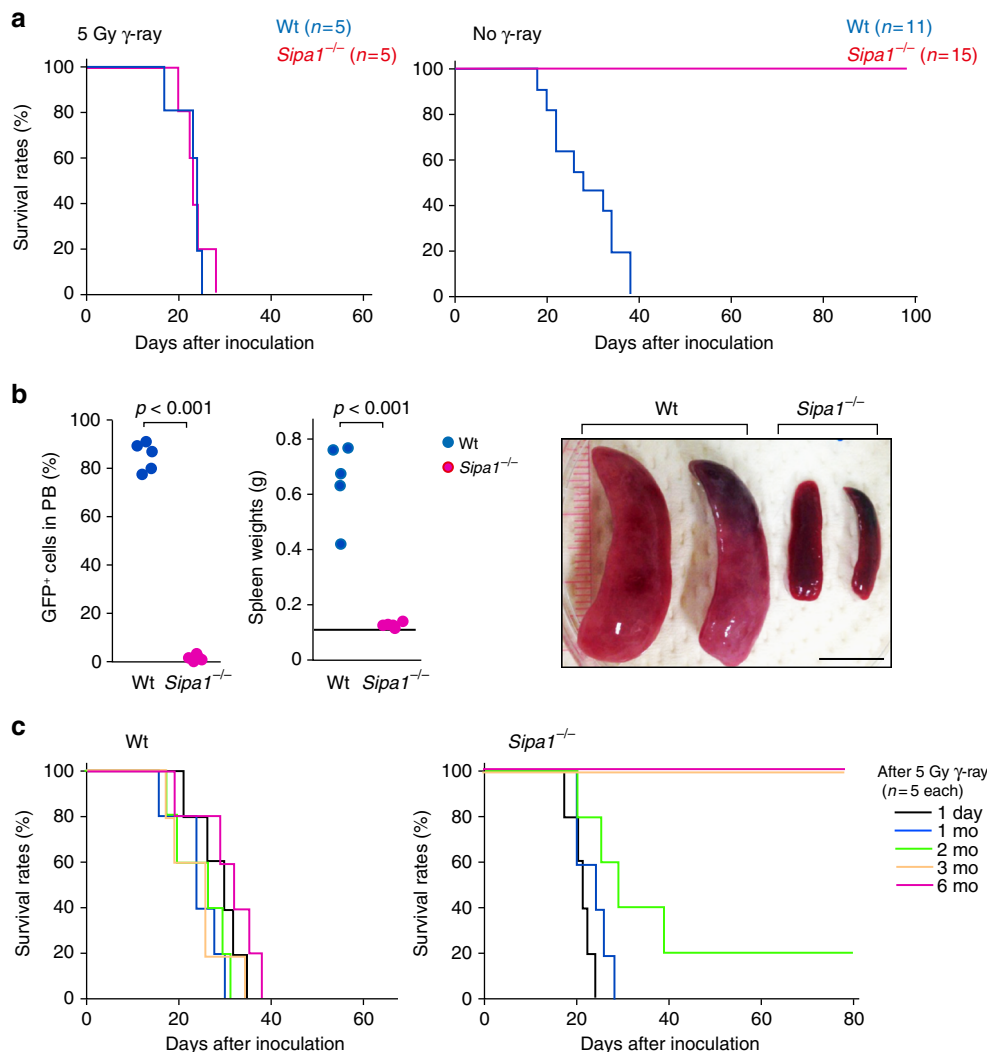 a
5 Gy γ-ray
Wt (n=5)
Sipa1–/– (n=5)
No γ-ray
Wt (n=11)
Sipa1–/– (n=15)
Survival rates (%)
100
80
60
40
20
0
0 20 40 60
Days after inoculation
100
80
60
40
20
0
0 20 40 60 80 100
Days after inoculation
b
p < 0.001
GFP+ cells in PB (%)
100
80
60
40
20
0
Wt Sipa1–/–
p < 0.001
Spleen weights (g)
0.8
0.6
0.4
0.2
0
Wt Sipa1–/–
Wt
Sipa1–/–
Wt Sipa1–/–
c
Wt
Survival rates (%)
100
80
60
40
20
0
0 20 40 60
Days after inoculation
Sipa1–/–
Survival rates (%)
100
80
60
40
20
0
0 20 40 60 80
Days after inoculation
After 5 Gy γ-ray
(n=5 each)
1 day
1 mo
2 mo
3 mo
6 mo